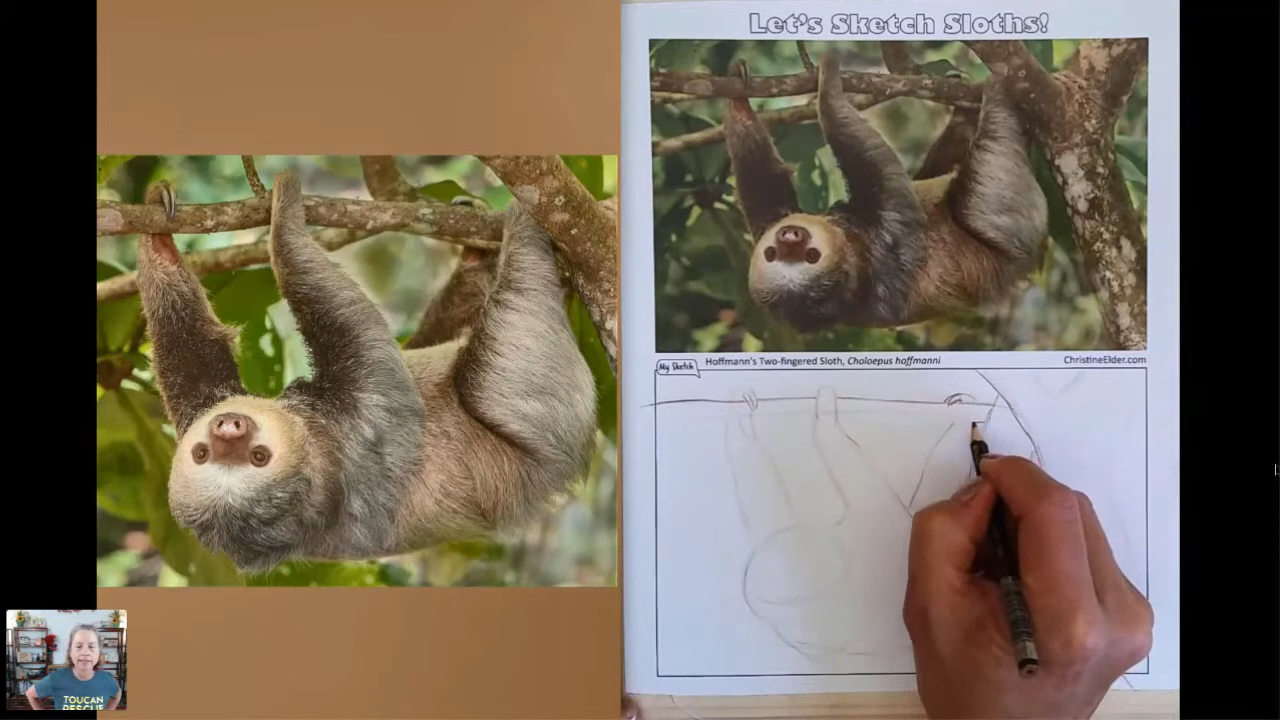 Let's Sketch Sloths!
Hoffmann's Two-fingered Sloth, Choloepus hoffmanni
ChristineElder.com
My Sketch
TOUCAN
RESCUE